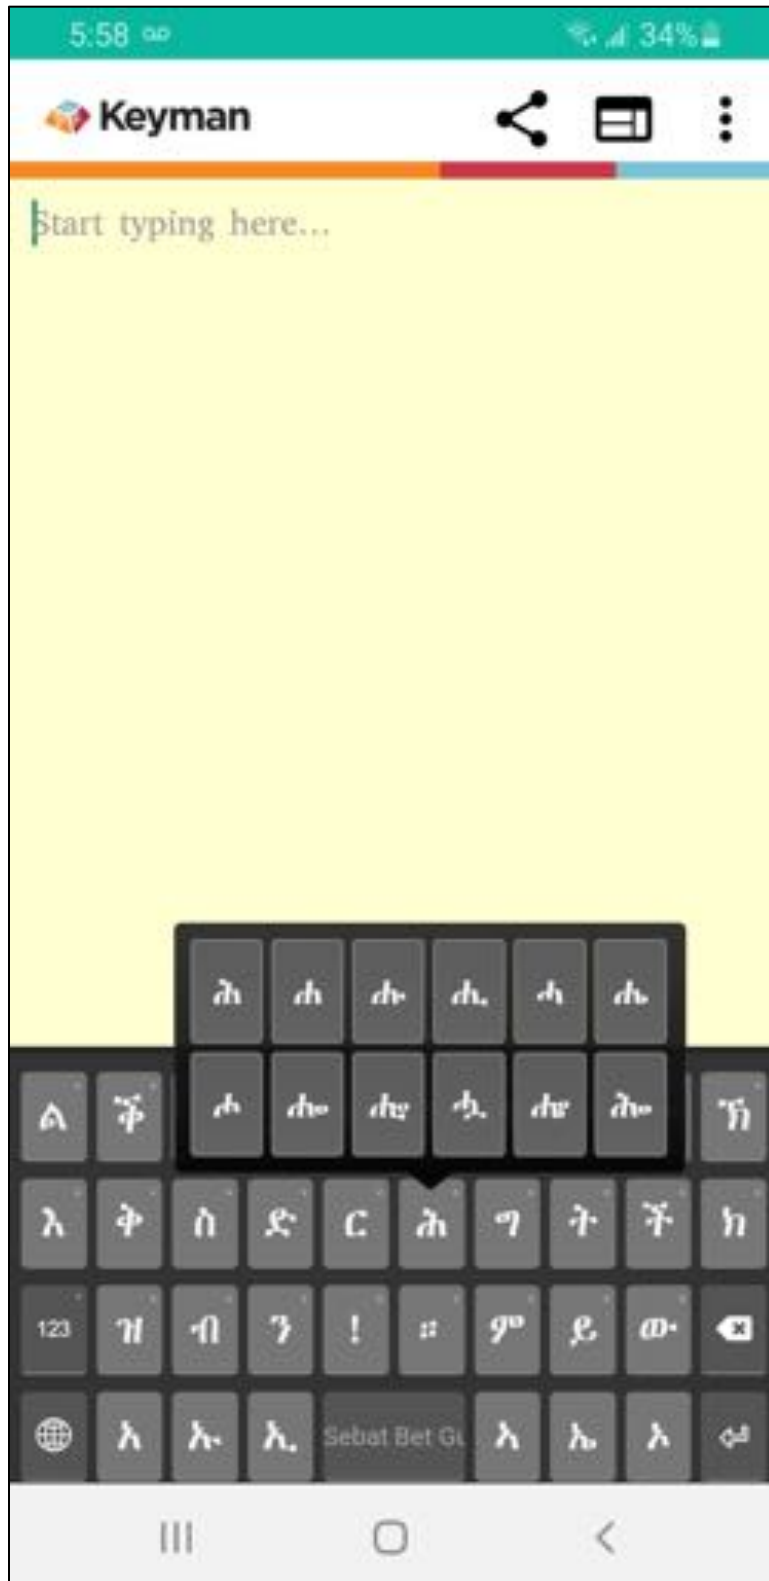 5:58 34%
Keyman
Start typing here...
ሕ ሐ ሑ ሒ ሓ ሔ
ሖ 𞟨 𞟩 ሗ 𞟪 𞟫
ል
እ ቅ ስ ድ ር ሕ ግ ት ች ክ
123 ዝ ብ ን ! ። ም ይ ው
አ ኡ ኢ Sebat Bet Gu ኣ ኤ ኦ